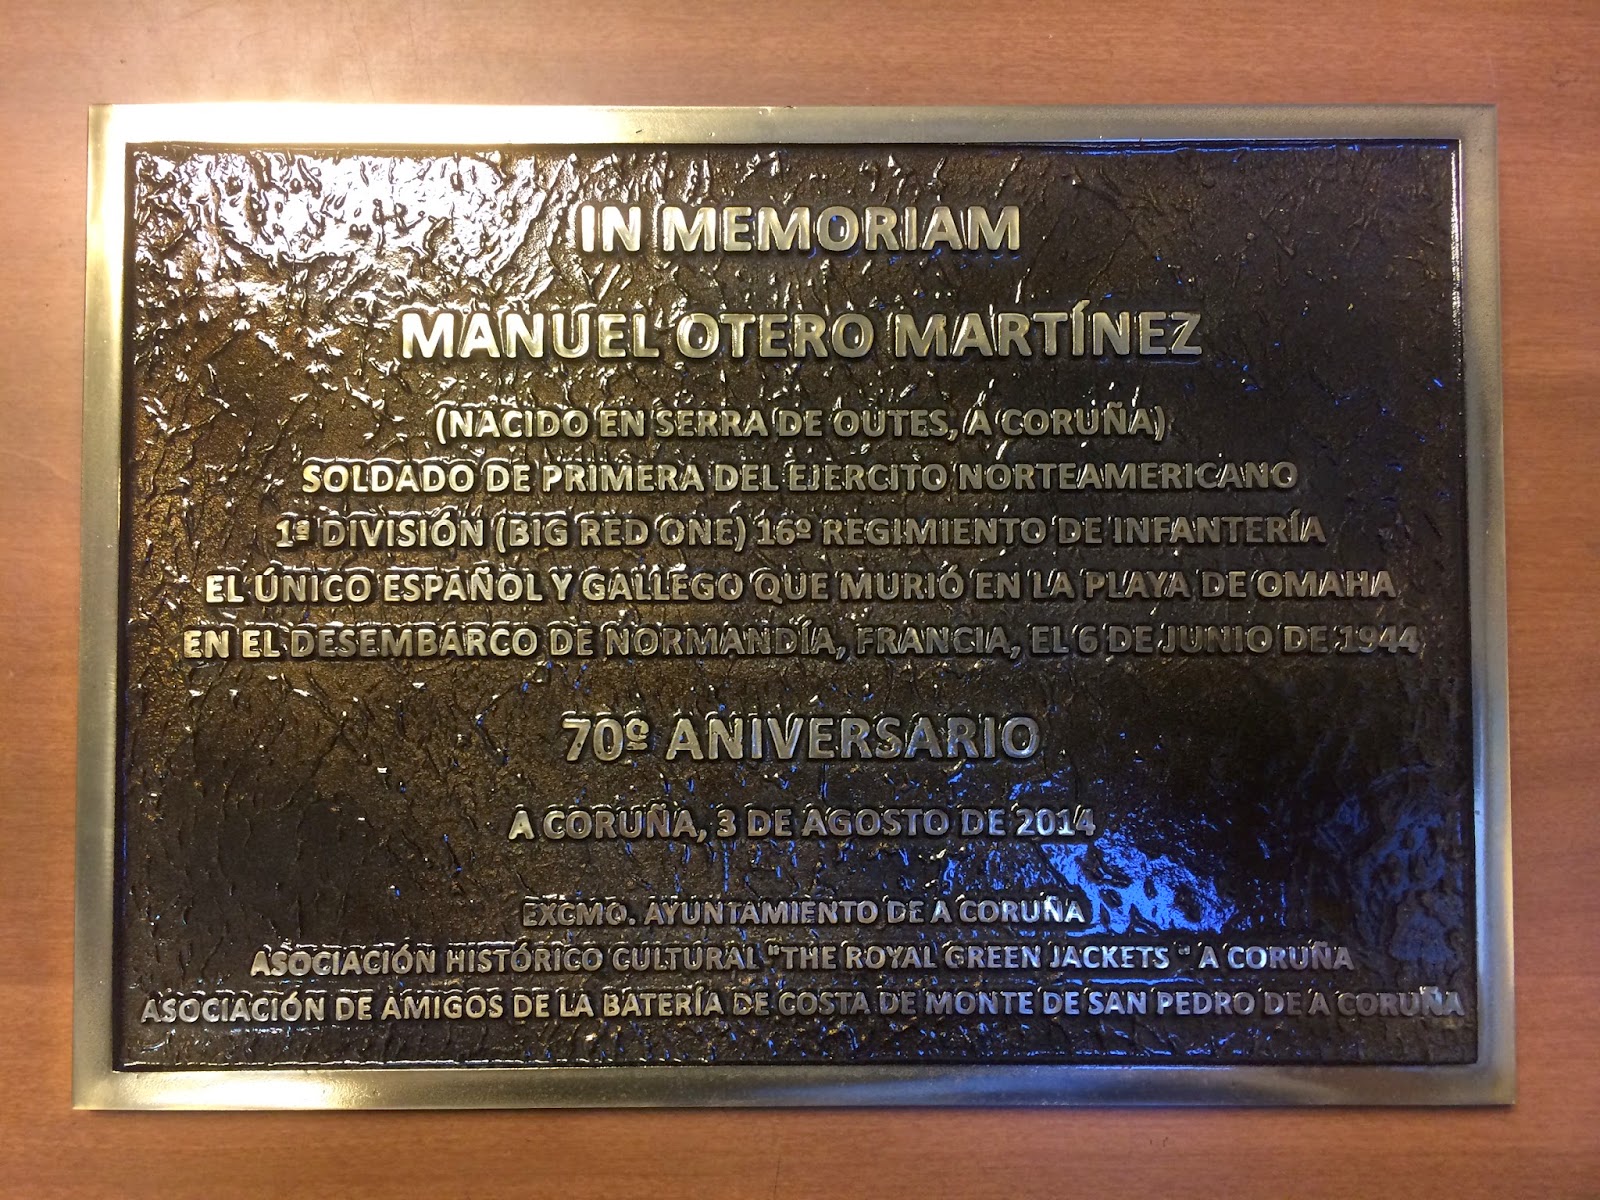 IN MEMORIAM
MANUEL OTERO MARTÍNEZ
(NACIDO EN SERRA DE OUTES, A CORUÑA)
SOLDADO DE PRIMERA DEL EJERCITO NORTEAMERICANO
1ª DIVISIÓN (BIG RED ONE) 16º REGIMIENTO DE INFANTERÍA
EL ÚNICO ESPAÑOL Y GALLEGO QUE MURIÓ EN LA PLAYA DE OMAHA
EN EL DESEMBARCO DE NORMANDÍA, FRANCIA, EL 6 DE JUNIO DE 1944
70º ANIVERSARIO
A CORUÑA, 3 DE AGOSTO DE 2014
EXCMO. AYUNTAMIENTO DE A CORUÑA
ASOCIACIÓN HISTÓRICO CULTURAL "THE ROYAL GREEN JACKETS " A CORUÑA
ASOCIACIÓN DE AMIGOS DE LA BATERÍA DE COSTA DE MONTE DE SAN PEDRO DE A CORUÑA